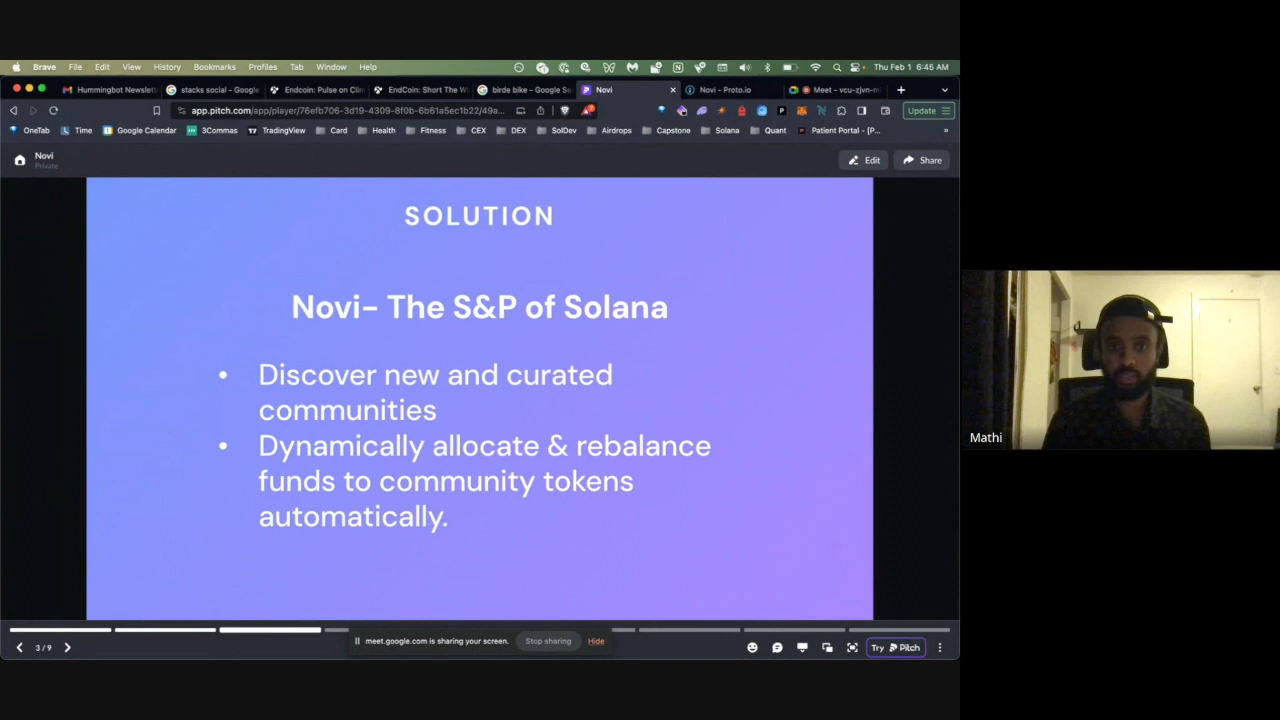 Brave File Edit View History Bookmarks Profiles Tab Window Help Thu Feb 1 6:45 AM
Hummingbot Newslett stacks social - Google Endcoin: Pulse on Clim EndCoin: Short The W birde bike - Google Se Novi Novi - Proto.io Meet - vcu-zjvn-m
app.pitch.com/app/player/76efb706-3d19-4309-8f0b-6b61a5ec1b22/49a... Update
OneTab Time Google Calendar 3Commas TradingView Card Health Fitness CEX DEX SolDev Airdrops Capstone Solana Quant Patient Portal - [P...
Novi
Private
Edit Share
SOLUTION
Novi- The S&P of Solana
• Discover new and curated
communities
• Dynamically allocate & rebalance
funds to community tokens
automatically.
Mathi
meet.google.com is sharing your screen. Stop sharing Hide
3 / 9
Try Pitch